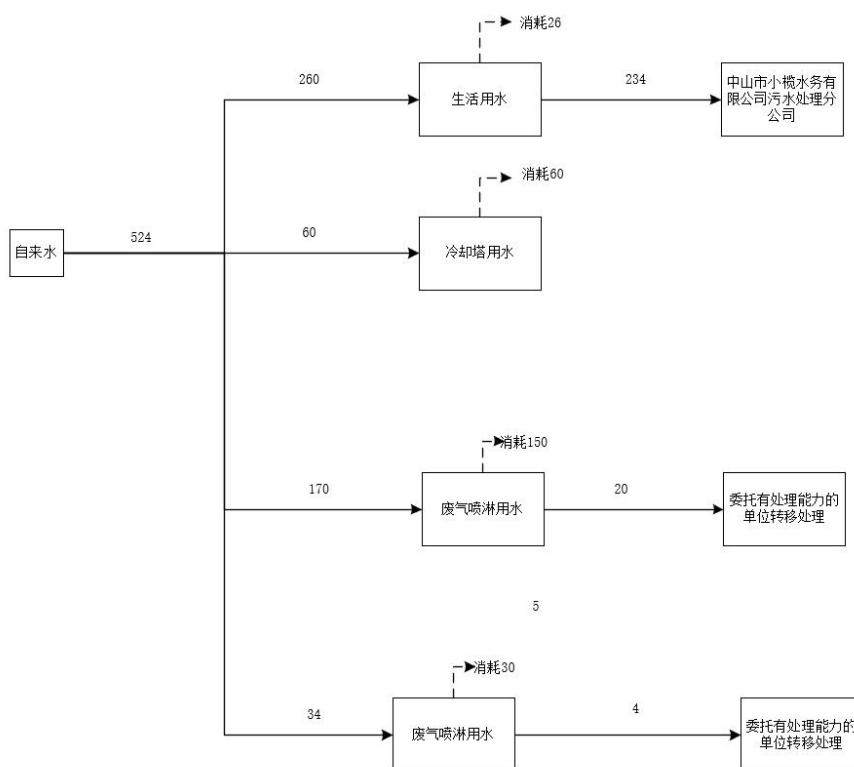 消耗26
260
生活用水
234
中山市小榄水务有
限公司污水处理分
公司
消耗60
自来水
524
60
冷却塔用水
消耗150
170
废气喷淋用水
20
委托有处理能力的
单位转移处理
5
消耗30
34
废气喷淋用水
4
委托有处理能力的
单位转移处理